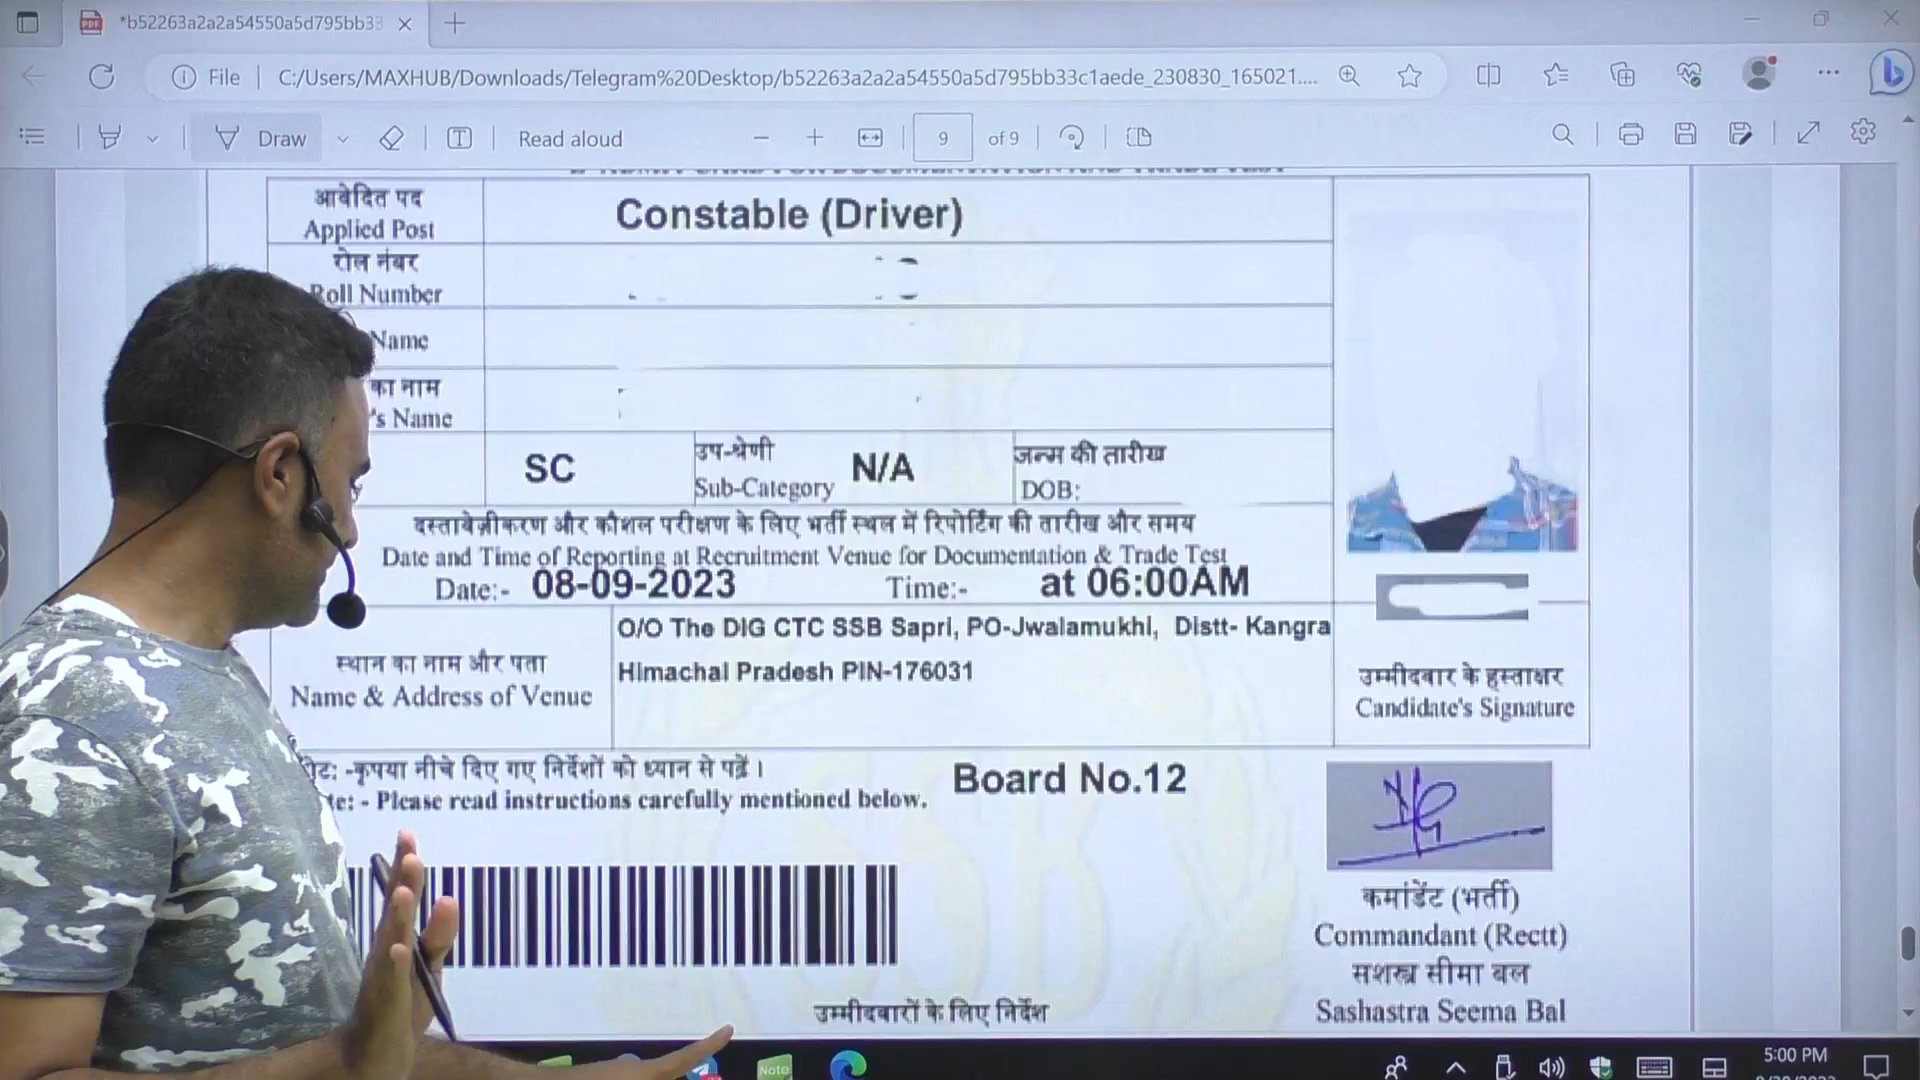 *b52263a2a2a54550a5d795bb33
File
C:/Users/MAXHUB/Downloads/Telegram%20Desktop/b52263a2a2a54550a5d795bb33c1aede_230830_165021....
Draw
Read aloud
9 of 9
आवेदित पद
Applied Post
Constable (Driver)
रोल नंबर
Roll Number
Name
का नाम
's Name
SC
उप-श्रेणी
Sub-Category
N/A
जन्म की तारीख
DOB:
दस्तावेज़ीकरण और कौशल परीक्षण के लिए भर्ती स्थल में रिपोर्टिंग की तारीख और समय
Date and Time of Reporting at Recruitment Venue for Documentation & Trade Test
Date:- 08-09-2023 Time:- at 06:00AM
स्थान का नाम और पता
Name & Address of Venue
O/O The DIG CTC SSB Sapri, PO-Jwalamukhi, Distt- Kangra
Himachal Pradesh PIN-176031
उम्मीदवार के हस्ताक्षर
Candidate's Signature
-कृपया नीचे दिए गए निर्देशों को ध्यान से पढ़ें।
te: - Please read instructions carefully mentioned below.
Board No.12
कमांडेंट (भर्ती)
Commandant (Rectt)
सशस्त्र सीमा बल
Sashastra Seema Bal
SSB
उम्मीदवारों के लिए निर्देश
Note
5:00 PM